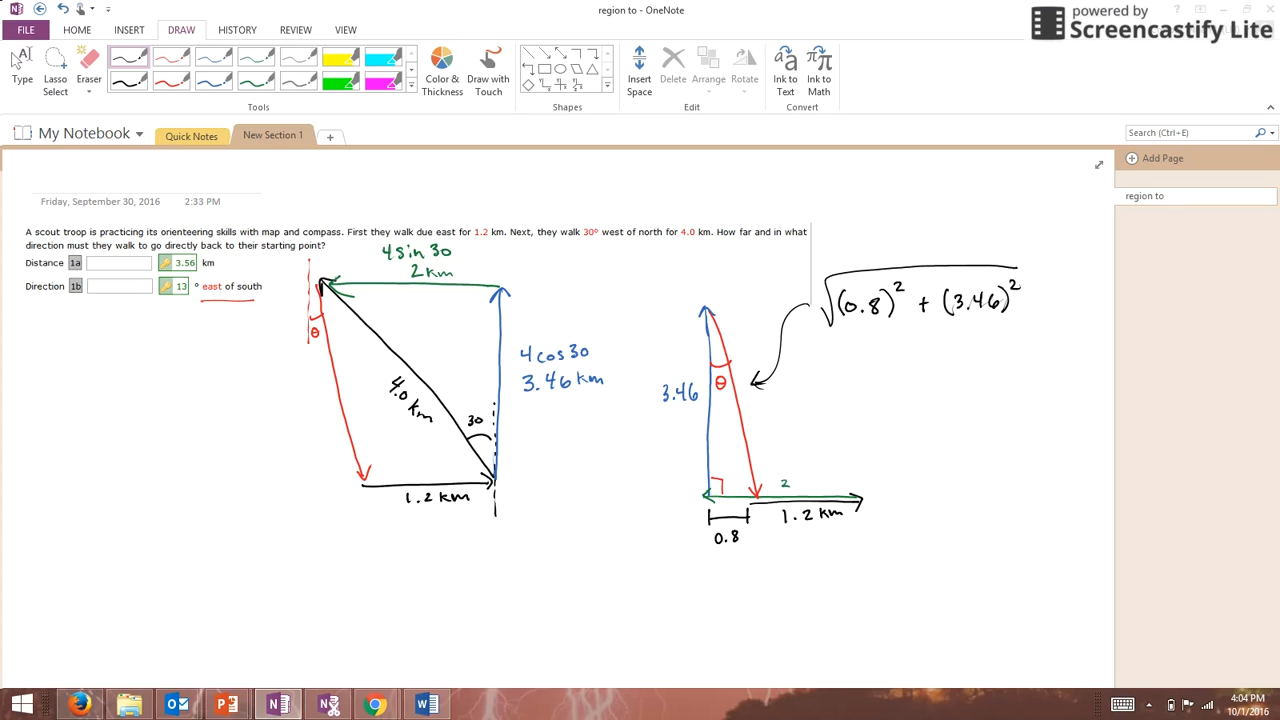 region to - OneNote
powered by
Screencastify Lite
FILE HOME INSERT DRAW HISTORY REVIEW VIEW
Type
Lasso Select
Eraser
Color & Thickness
Draw with Touch
Insert Space
Delete
Arrange
Rotate
Ink to Text
Ink to Math
Tools
Shapes
Edit
Convert
My Notebook
Quick Notes
New Section 1
Search (Ctrl+E)
Add Page
region to
Friday, September 30, 2016 2:33 PM
A scout troop is practicing its orienteering skills with map and compass. First they walk due east for 1.2 km. Next, they walk 30° west of north for 4.0 km. How far and in what
direction must they walk to go directly back to their starting point?
Distance 1a 3.56 km
Direction 1b 13 ° east of south
4 sin 30
2 km
θ
4.0 km
30
4 cos 30
3.46 km
1.2 km
√(0.8)² + (3.46)²
3.46
θ
2
1.2 km
0.8
4:04 PM
10/1/2016